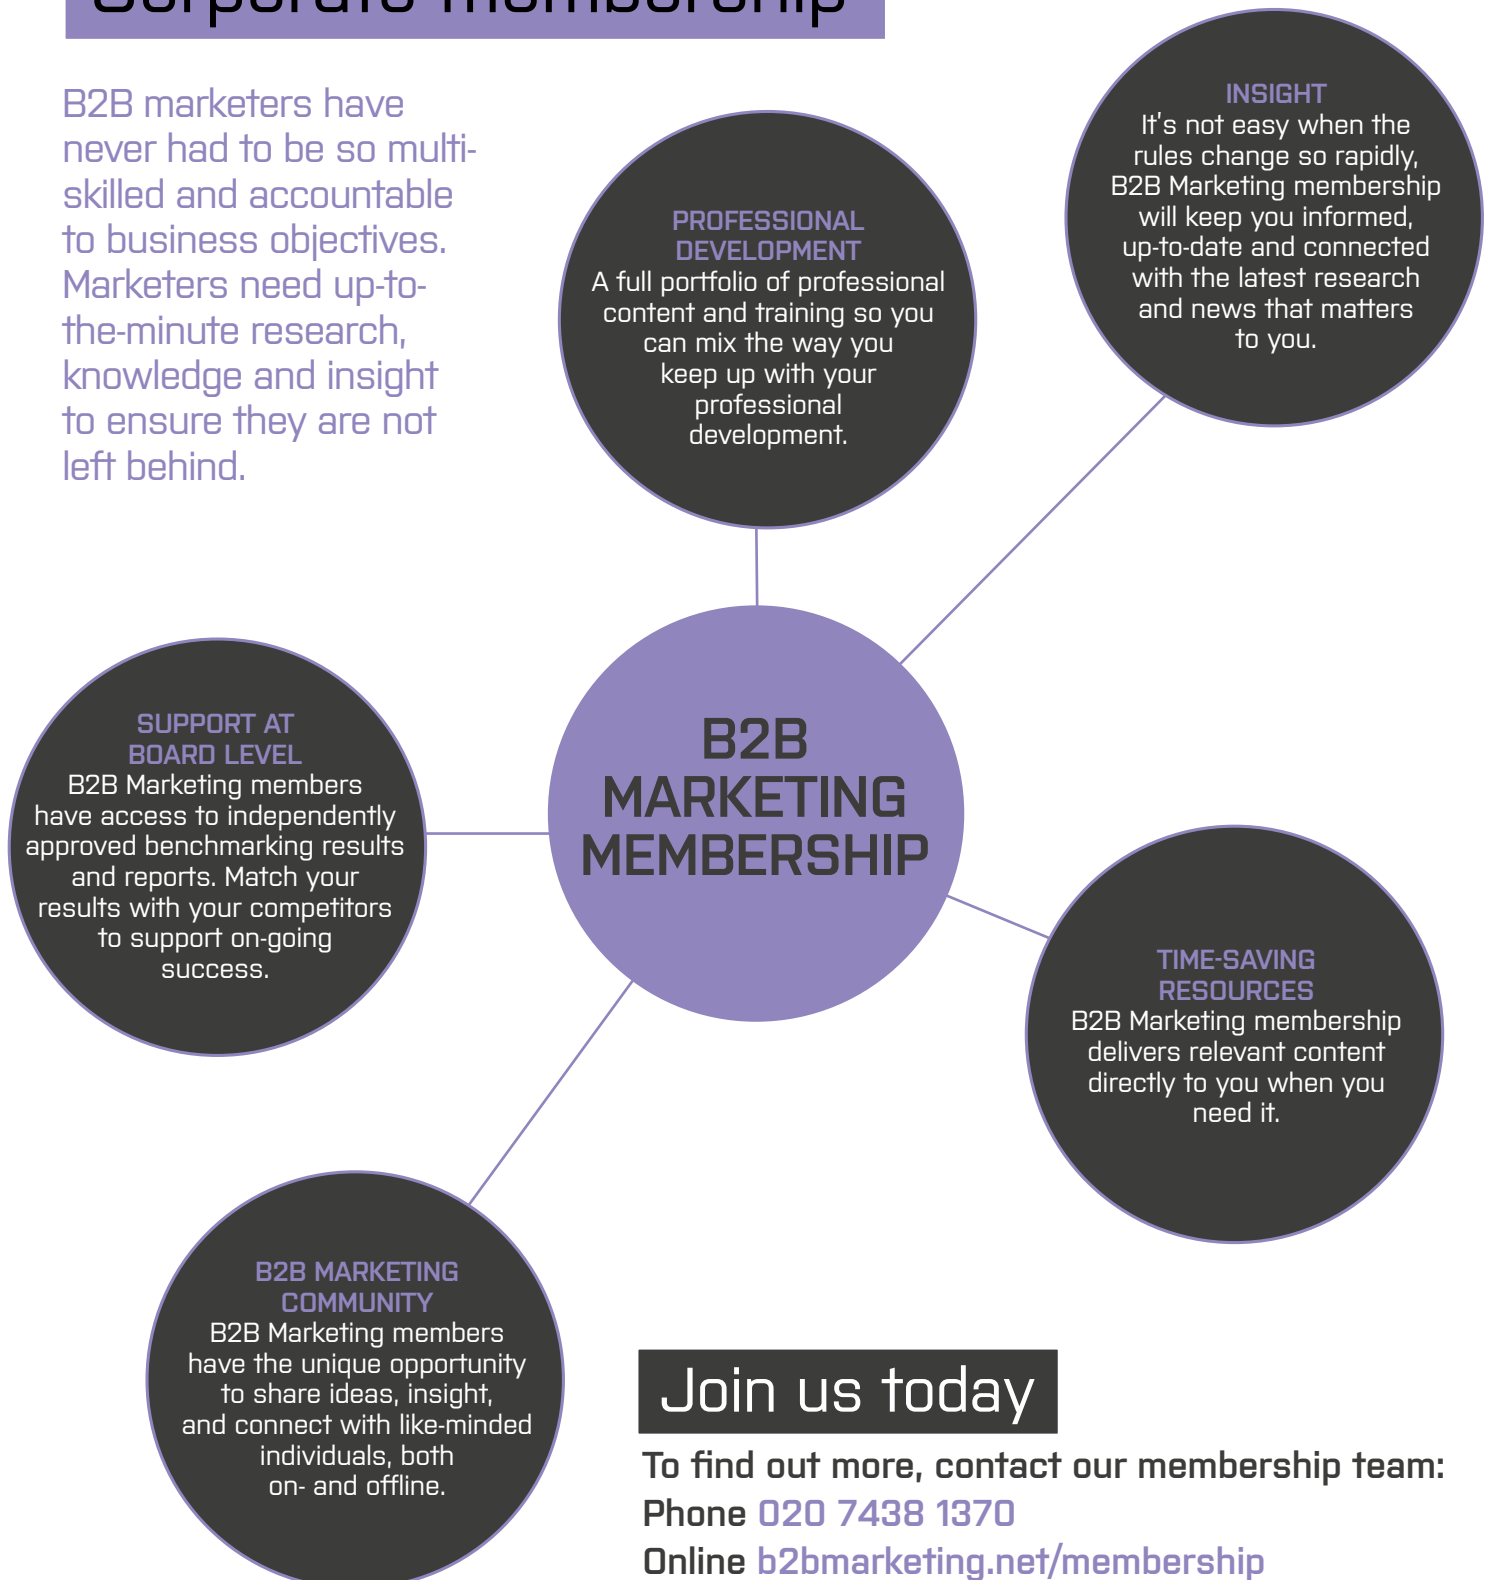 Corporate membership
B2B marketers have
never had to be so multi-
skilled and accountable
to business objectives.
Marketers need up-to-
the-minute research,
knowledge and insight
to ensure they are not
left behind.
PROFESSIONAL
DEVELOPMENT
A full portfolio of professional
content and training so you
can mix the way you
keep up with your
professional
development.
INSIGHT
It's not easy when the
rules change so rapidly,
B2B Marketing membership
will keep you informed,
up-to-date and connected
with the latest research
and news that matters
to you.
SUPPORT AT
BOARD LEVEL
B2B Marketing members
have access to independently
approved benchmarking results
and reports. Match your
results with your competitors
to support on-going
success.
B2B
MARKETING
MEMBERSHIP
TIME-SAVING
RESOURCES
B2B Marketing membership
delivers relevant content
directly to you when you
need it.
B2B MARKETING
COMMUNITY
B2B Marketing members
have the unique opportunity
to share ideas, insight,
and connect with like-minded
individuals, both
on- and offline.
Join us today
To find out more, contact our membership team:
Phone 020 7438 1370
Online b2bmarketing.net/membership